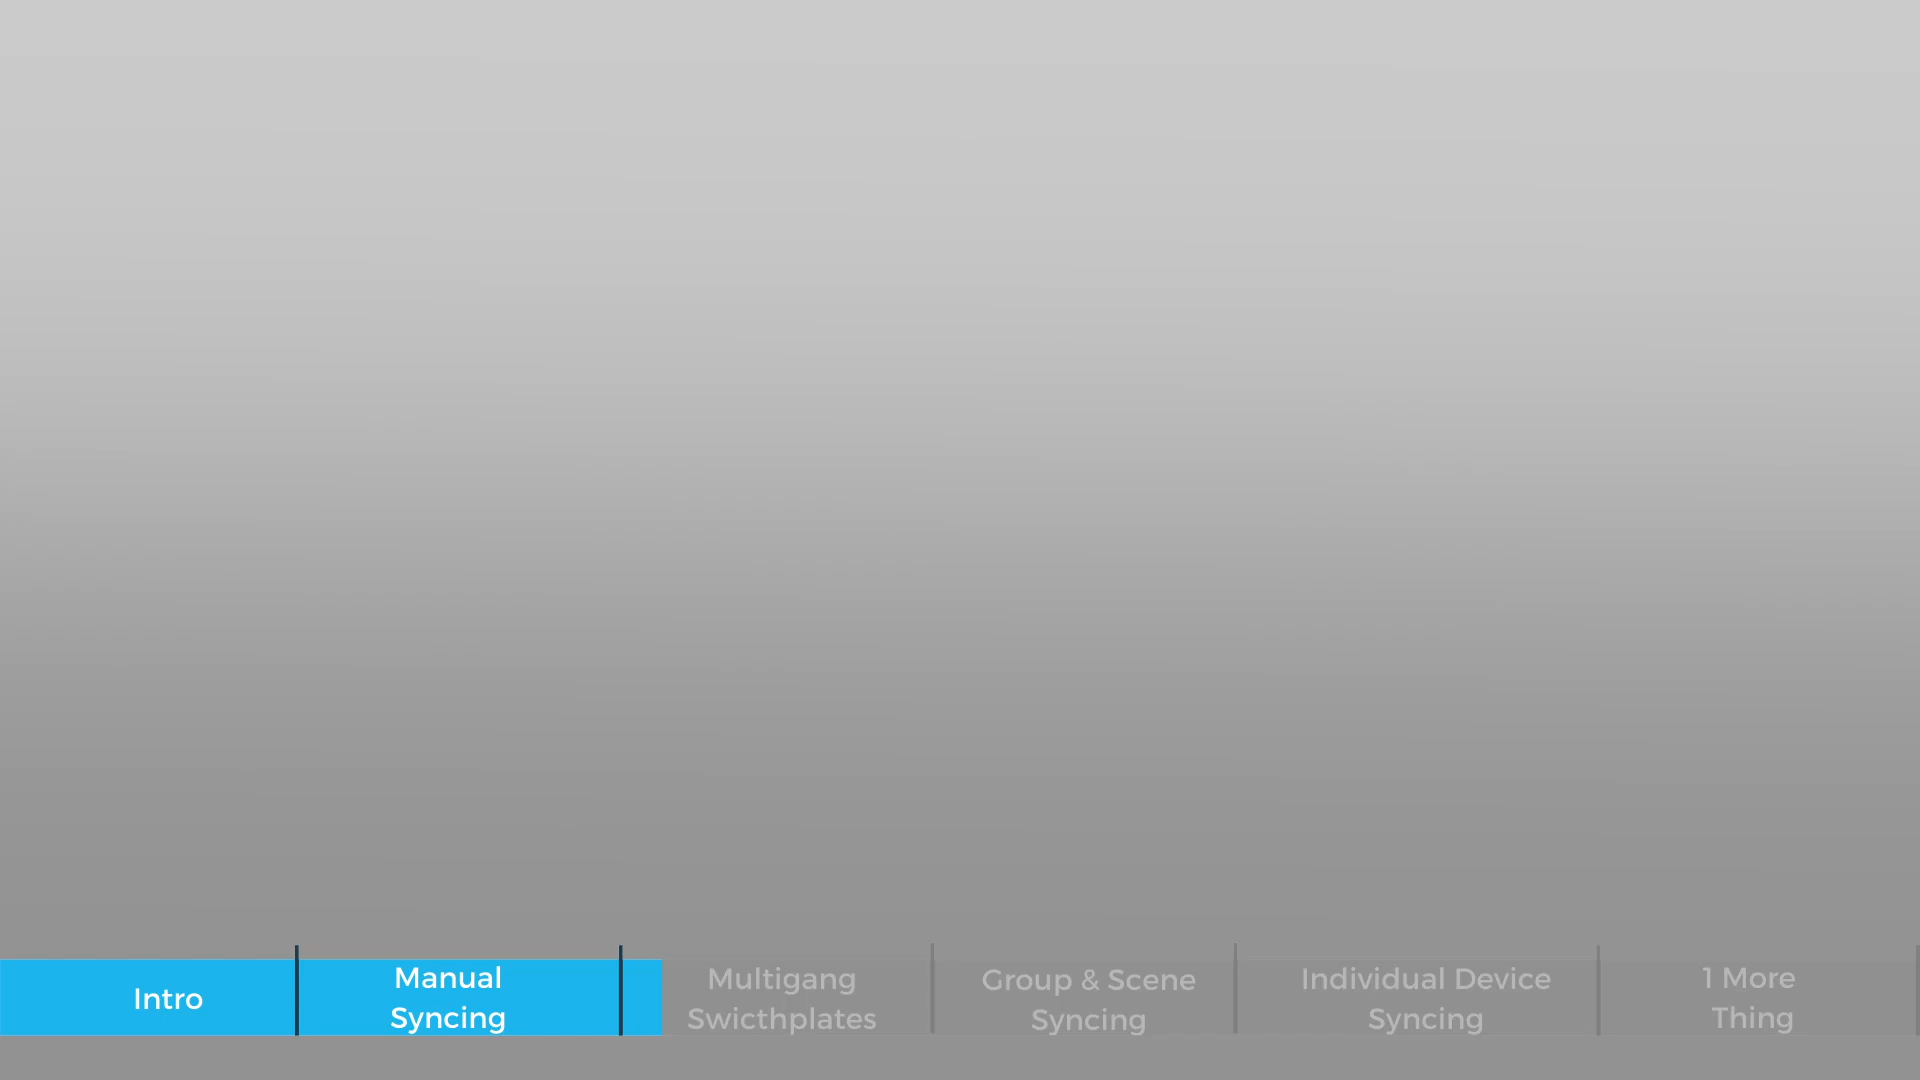 Intro
Manual
Syncing
Multigang
Swicthplates
Group & Scene
Syncing
Individual Device
Syncing
1 More
Thing